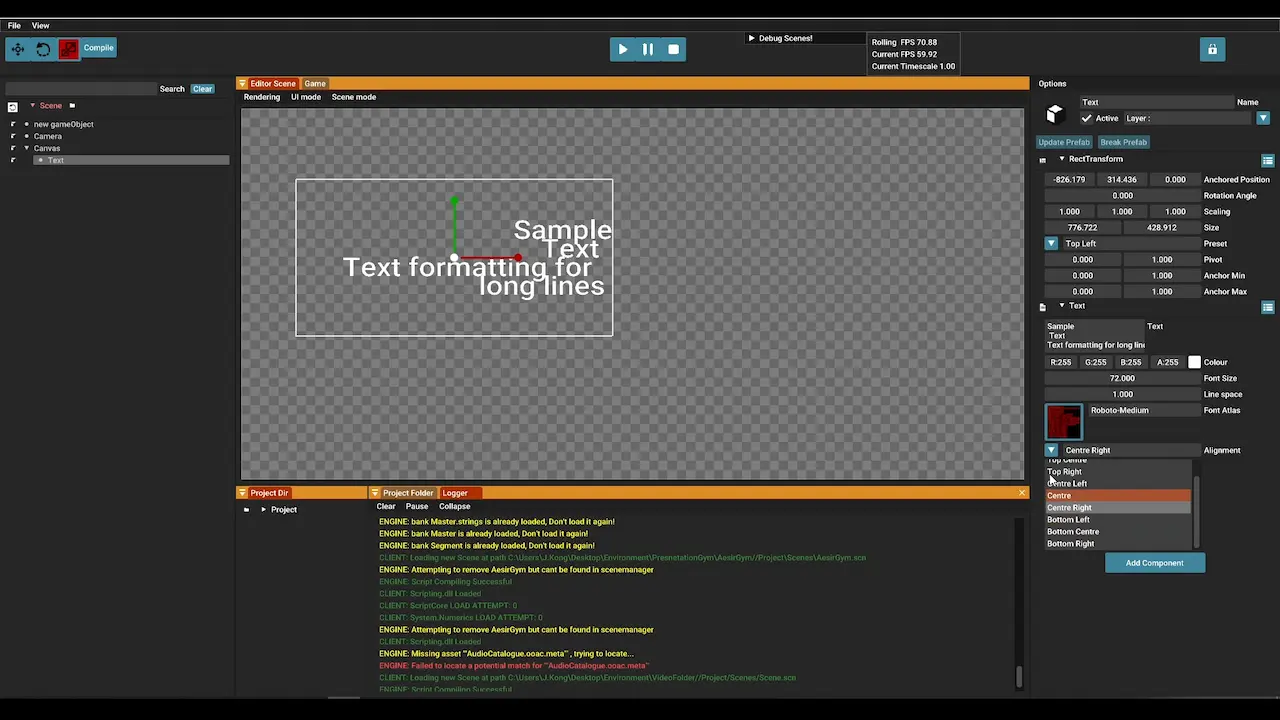 File View
Compile
Debug Scenes!
Rolling FPS 70.88
Current FPS 59.92
Current Timescale 1.00
Search Clear
Scene
new gameObject
Camera
Canvas
Text
Editor Scene Game
Rendering UI mode Scene mode
Sample
Text
Text formatting for
long lines
Project Dir
Project
Project Folder Logger
Clear Pause Collapse
ENGINE: bank Master.strings is already loaded, Don't load it again!
ENGINE: bank Master is already loaded, Don't load it again!
ENGINE: bank Segment is already loaded, Don't load it again!
CLIENT: Loading new Scene at path C:\Users\J.Kong\Desktop\Environment\PresnetationGym\AesirGym//Project\Scenes\AesirGym.scn
ENGINE: Attempting to remove AesirGym but cant be found in scenemanager
ENGINE: Script Compiling Successful
CLIENT: Scripting.dll Loaded
CLIENT: ScriptCore LOAD ATTEMPT: 0
CLIENT: System.Numerics LOAD ATTEMPT: 0
ENGINE: Attempting to remove AesirGym but cant be found in scenemanager
CLIENT: Scripting.dll Loaded
ENGINE: Missing asset "AudioCatalogue.ooac.meta" , trying to locate...
ENGINE: Failed to locate a potential match for "AudioCatalogue.ooac.meta"
CLIENT: Loading new Scene at path C:\Users\J.Kong\Desktop\Environment\VideoFolder//Project/Scenes/Scene.scn
ENGINE: Script Compiling Successful
Options
Text Name
Active Layer :
Update Prefab Break Prefab
RectTransform
-826.179 314.436 0.000 Anchored Position
0.000 Rotation Angle
1.000 1.000 1.000 Scaling
776.722 428.912 Size
Top Left Preset
0.000 1.000 Pivot
0.000 1.000 Anchor Min
0.000 1.000 Anchor Max
Text
Sample Text
Text
Text formatting for long line
R:255 G:255 B:255 A:255 Colour
72.000 Font Size
1.000 Line space
Roboto-Medium Font Atlas
Centre Right Alignment
Top Centre
Top Right
Centre Left
Centre
Centre Right
Bottom Left
Bottom Centre
Bottom Right
Add Component